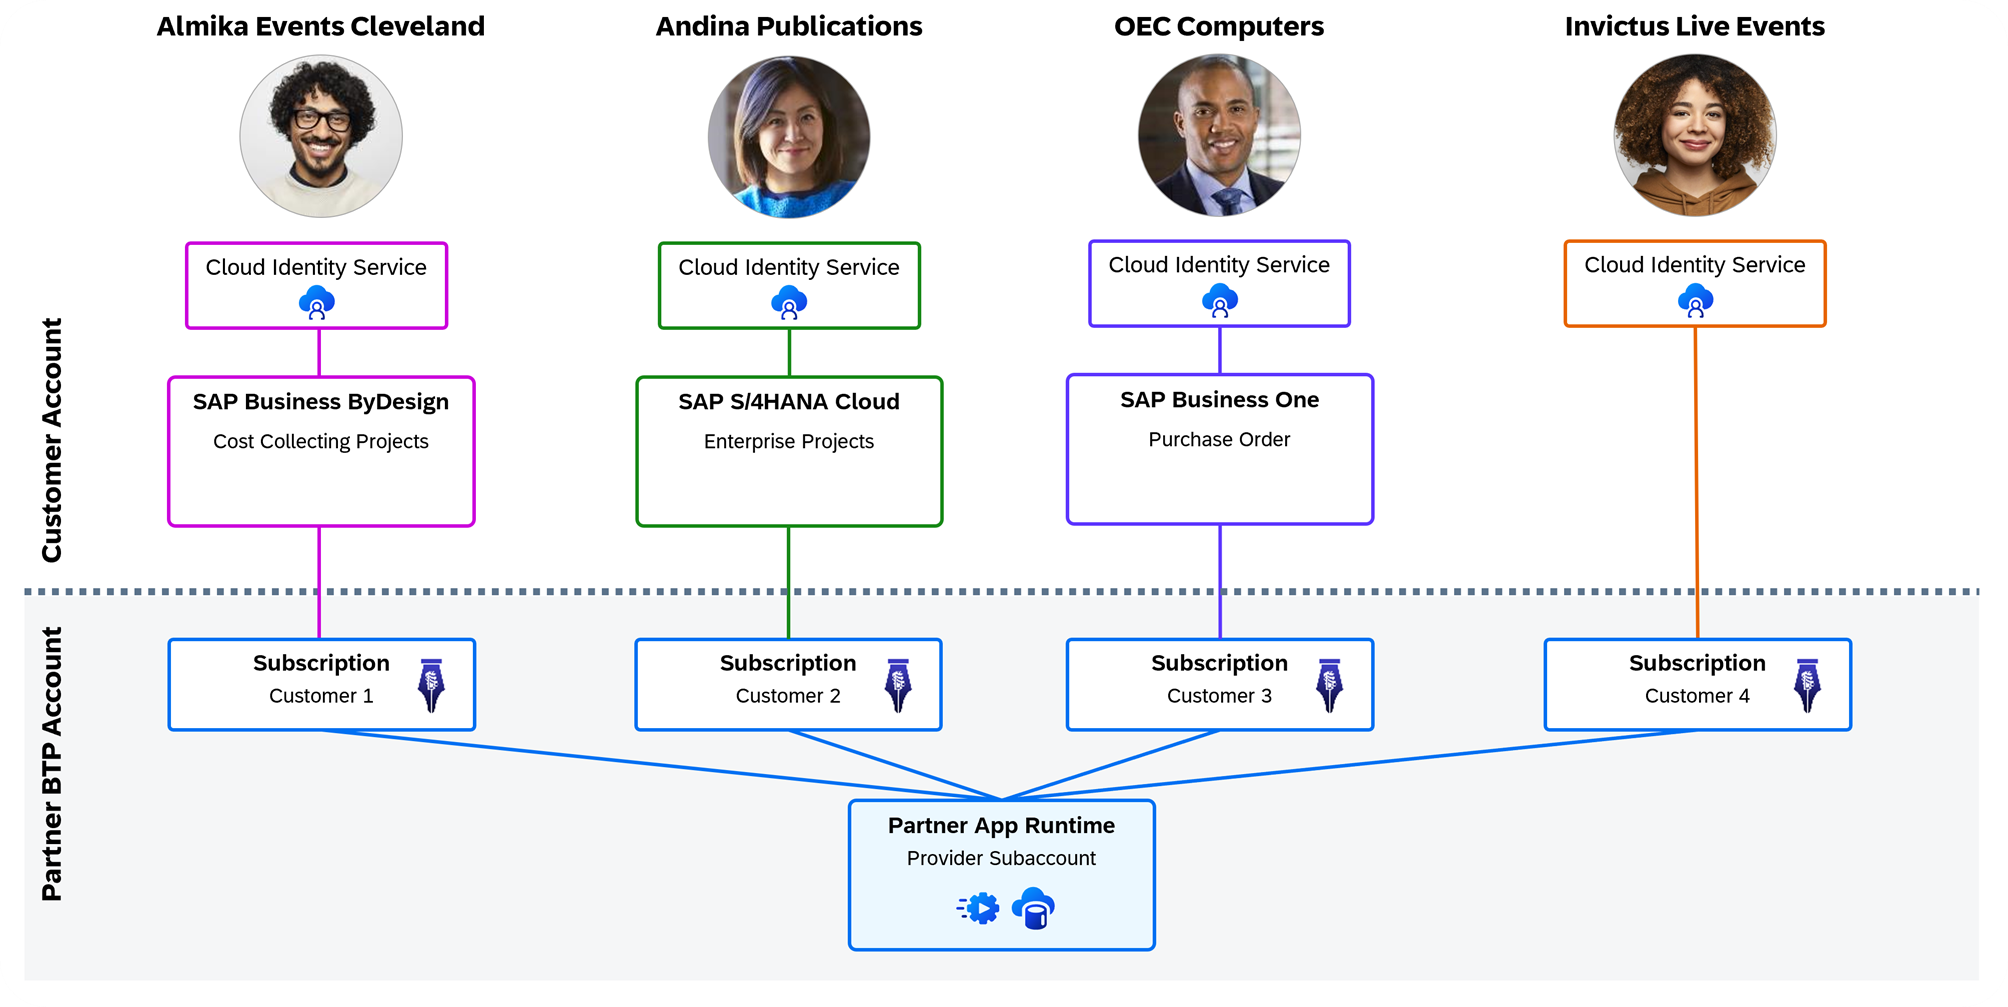 Almika Events Cleveland
Andina Publications
OEC Computers
Invictus Live Events
Customer Account
Cloud Identity Service
Cloud Identity Service
Cloud Identity Service
Cloud Identity Service
SAP Business ByDesign
Cost Collecting Projects
SAP S/4HANA Cloud
Enterprise Projects
SAP Business One
Purchase Order
Partner BTP Account
Subscription
Customer 1
Subscription
Customer 2
Subscription
Customer 3
Subscription
Customer 4
Partner App Runtime
Provider Subaccount